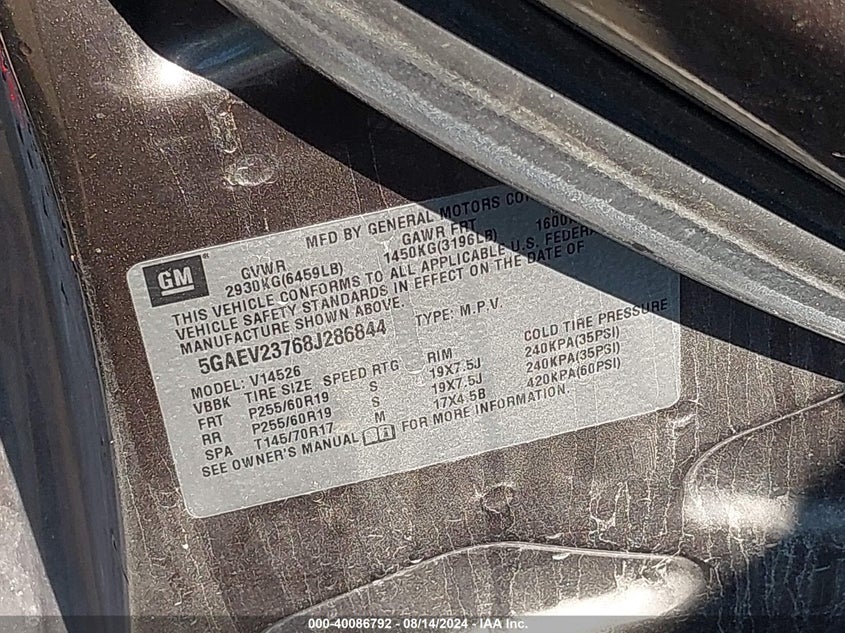 GM
MFD BY GENERAL MOTORS
GVWR GAWR FRT
2930KG(6459LB) 1450KG(3196LB)
THIS VEHICLE CONFORMS TO ALL APPLICABLE U.S.
VEHICLE SAFETY STANDARDS IN EFFECT ON THE DATE OF
MANUFACTURE SHOWN ABOVE.
5GAEV23768J286844 TYPE: M.P.V.
MODEL: V14526
VBBK TIRE SIZE SPEED RTG RIM COLD TIRE PRESSURE
FRT P255/60R19 S 19X7.5J 240KPA(35PSI)
RR P255/60R19 S 19X7.5J 240KPA(35PSI)
SPA T145/70R17 M 17X4.5B 420KPA(60PSI)
SEE OWNER'S MANUAL FOR MORE INFORMATION.
000-40086792 - 08/14/2024 - IAA Inc.